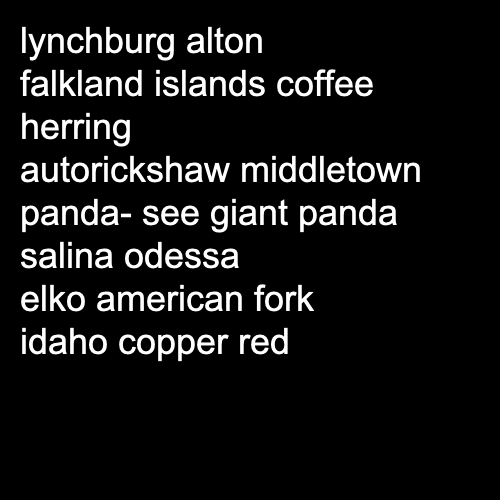 lynchburg alton
falkland islands coffee
herring
autorickshaw middletown
panda- see giant panda
salina odessa
elko american fork
idaho copper red